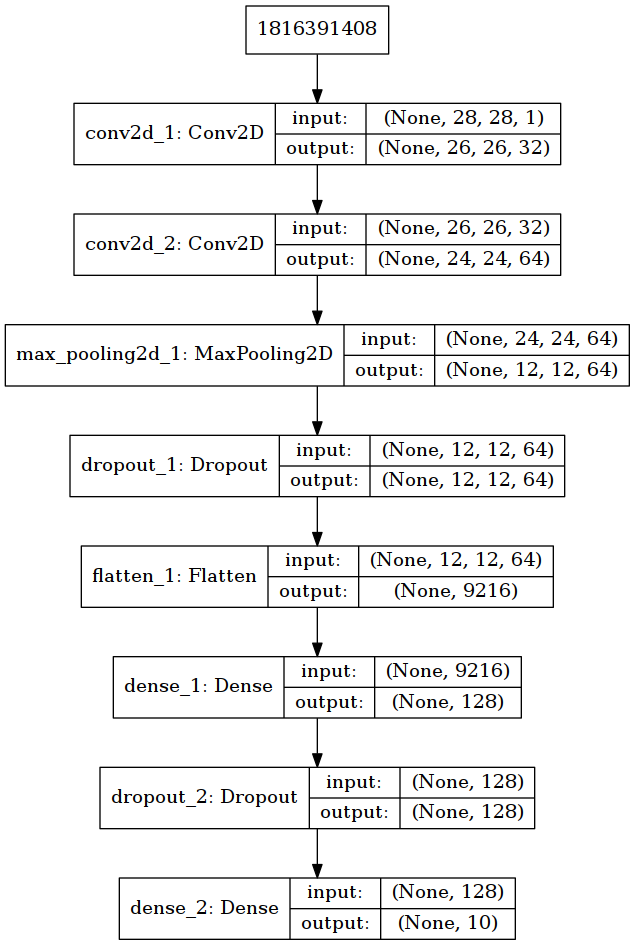 1816391408
conv2d_1: Conv2D
input:
(None, 28, 28, 1)
output:
(None, 26, 26, 32)
conv2d_2: Conv2D
input:
(None, 26, 26, 32)
output:
(None, 24, 24, 64)
max_pooling2d_1: MaxPooling2D
input:
(None, 24, 24, 64)
output:
(None, 12, 12, 64)
dropout_1: Dropout
input:
(None, 12, 12, 64)
output:
(None, 12, 12, 64)
flatten_1: Flatten
input:
(None, 12, 12, 64)
output:
(None, 9216)
dense_1: Dense
input:
(None, 9216)
output:
(None, 128)
dropout_2: Dropout
input:
(None, 128)
output:
(None, 128)
dense_2: Dense
input:
(None, 128)
output:
(None, 10)